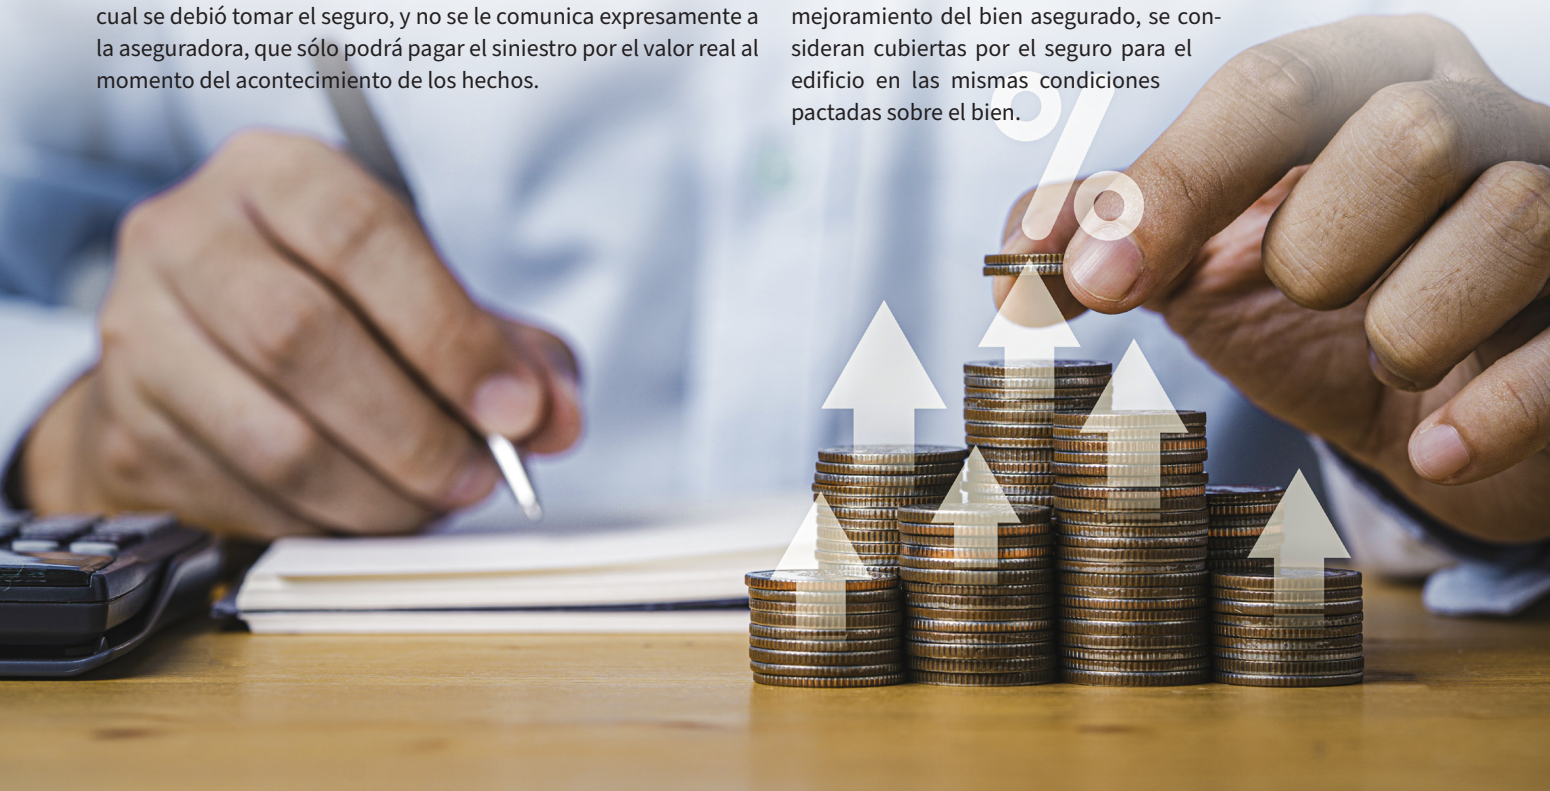 cual se debió tomar el seguro, y no se le comunica expresamente a
la aseguradora, que sólo podrá pagar el siniestro por el valor real al
momento del acontecimiento de los hechos.
mejoramiento del bien asegurado, se con-
sideran cubiertas por el seguro para el
edificio en las mismas condiciones
pactadas sobre el bien.
%